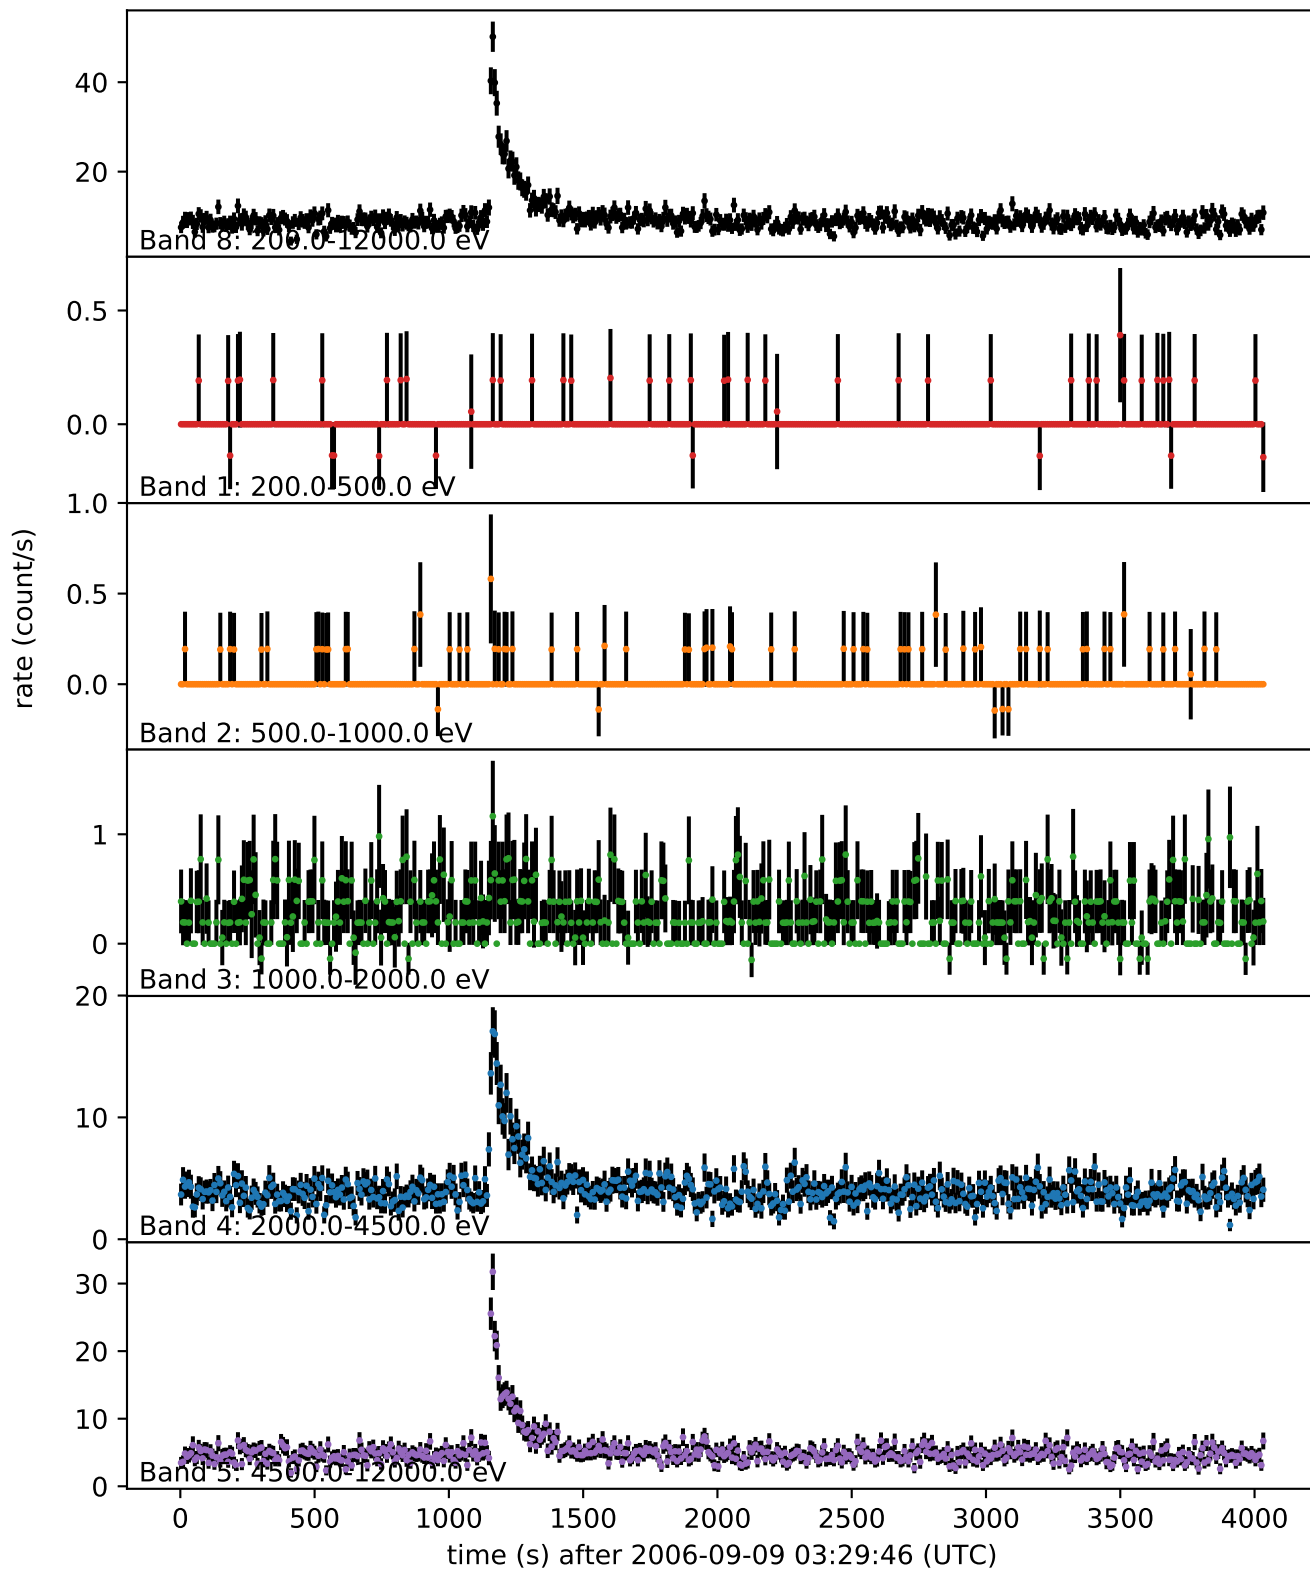 40
20
Band 8: 200.0-12000.0 eV
0.5
0.0
Band 1: 200.0-500.0 eV
1.0
0.5
0.0
Band 2: 500.0-1000.0 eV
rate (count/s)
1
0
Band 3: 1000.0-2000.0 eV
20
10
0
Band 4: 2000.0-4500.0 eV
30
20
10
0
Band 5: 4500.0-12000.0 eV
0 500 1000 1500 2000 2500 3000 3500 4000
time (s) after 2006-09-09 03:29:46 (UTC)